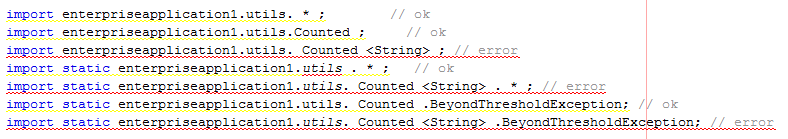 import enterpriseapplication1.utils. * ; // ok
import enterpriseapplication1.utils.Counted ; // ok
import enterpriseapplication1.utils. Counted <String> ; // error
import static enterpriseapplication1.utils . * ; // ok
import static enterpriseapplication1.utils. Counted <String> . * ; // error
import static enterpriseapplication1.utils. Counted .BeyondThresholdException; // ok
import static enterpriseapplication1.utils. Counted <String> .BeyondThresholdException; // error